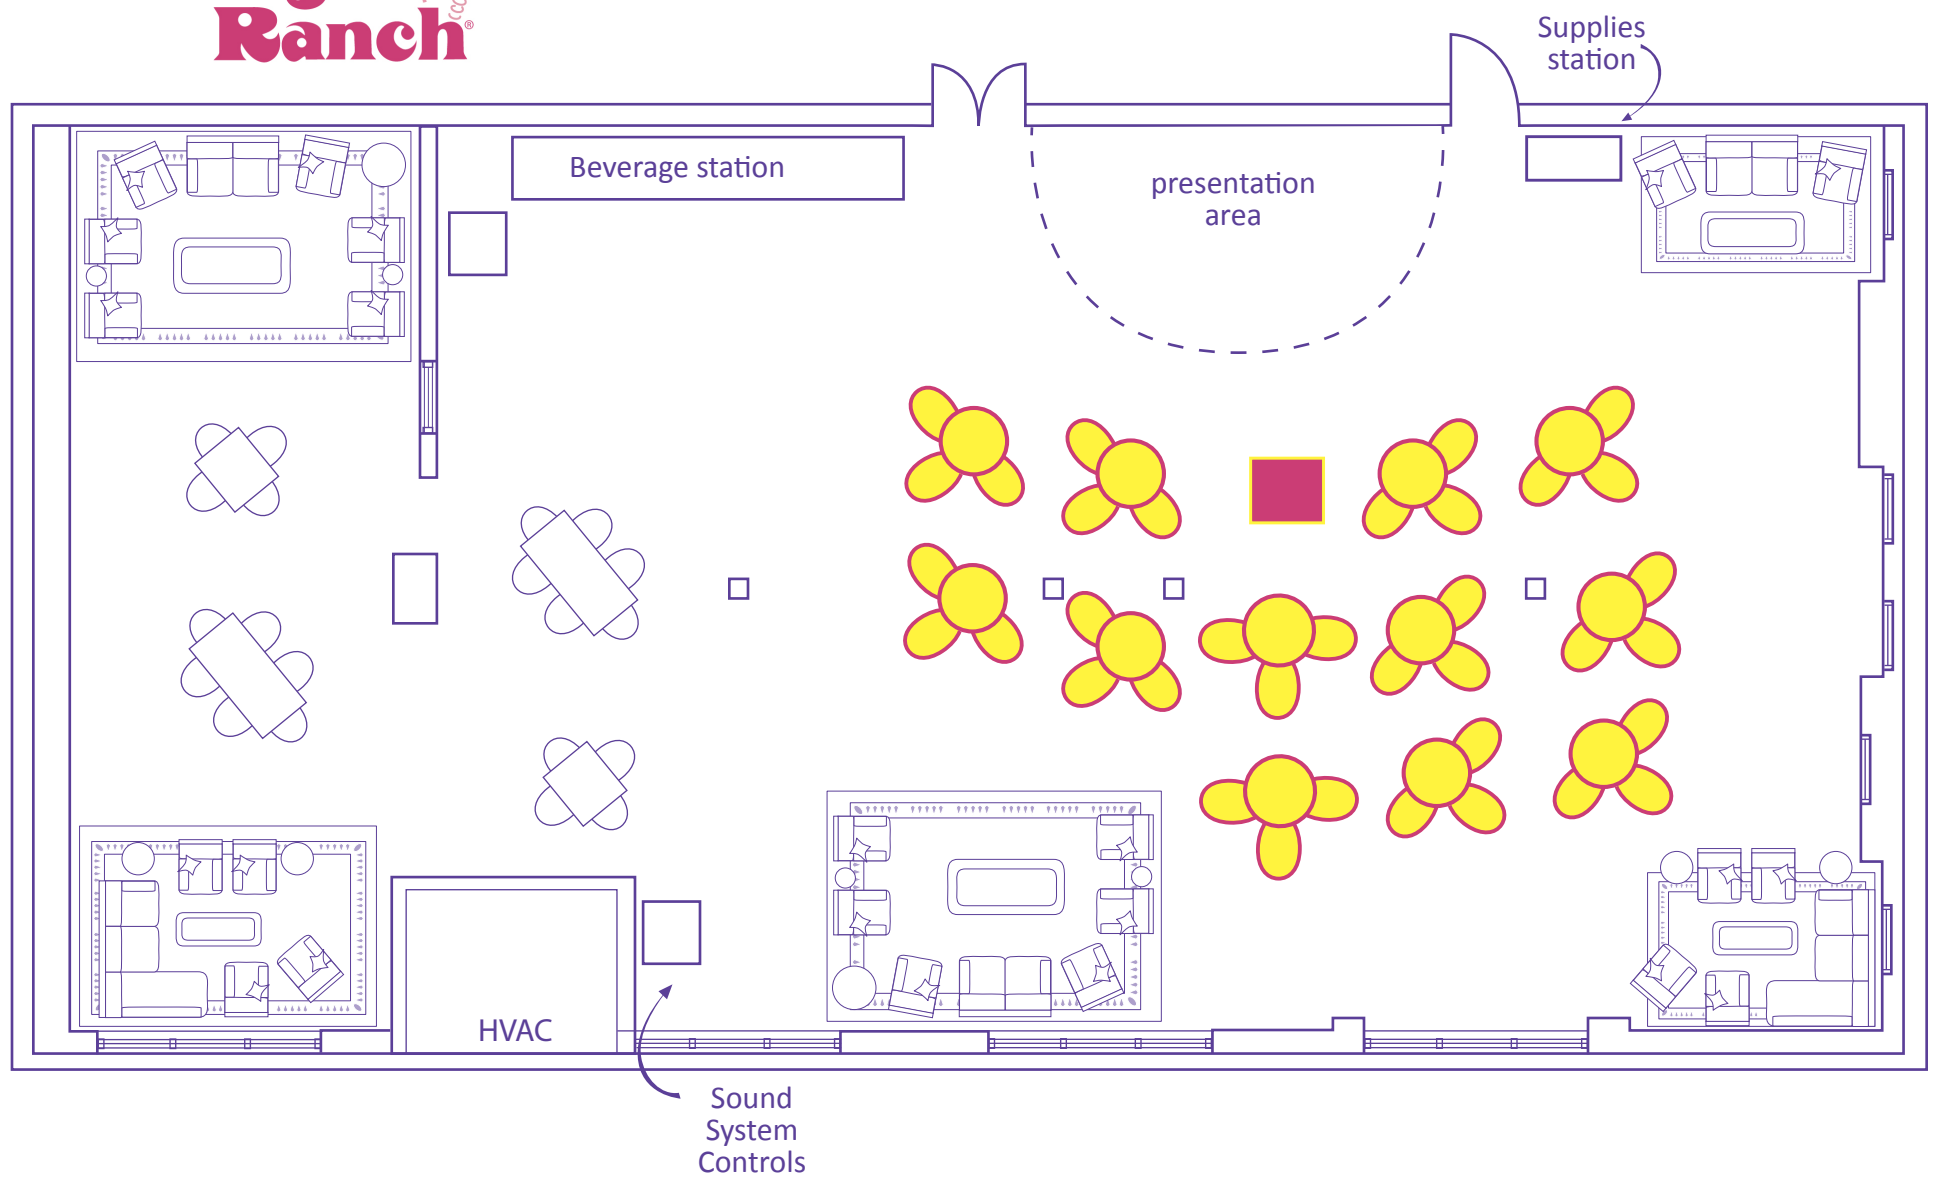 Ranch®
Supplies
station
Beverage station
presentation
area
HVAC
Sound
System
Controls